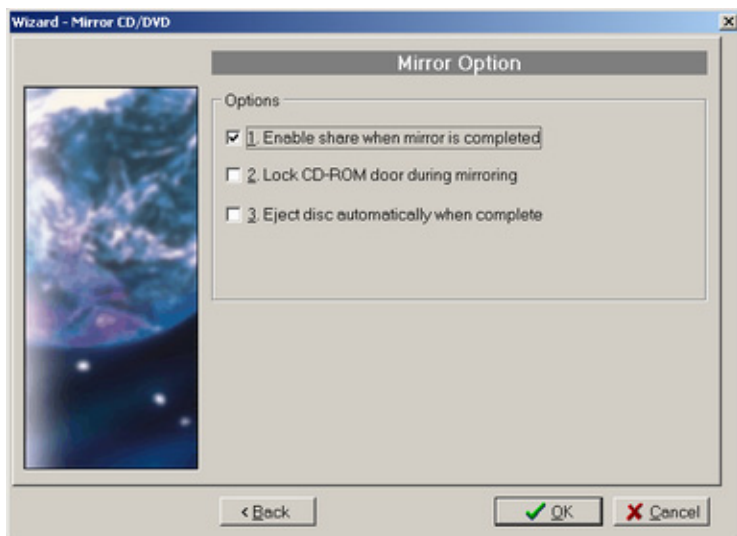 Wizard - Mirror CD/DVD
Mirror Option
Options
1. Enable share when mirror is completed
2. Lock CD-ROM door during mirroring
3. Eject disc automatically when complete
< Back
OK
Cancel